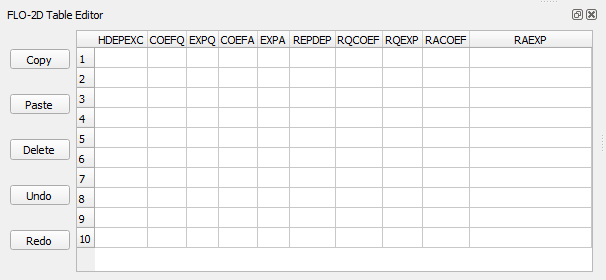 FLO-2D Table Editor
HDEPEXC COEFQ EXPQ COEFA EXPA REPDEP RQCOEF RQEXP RACOEF RAEXP
Copy
1
2
Paste
3
4
Delete
5
6
Undo
7
8
Redo
9
10